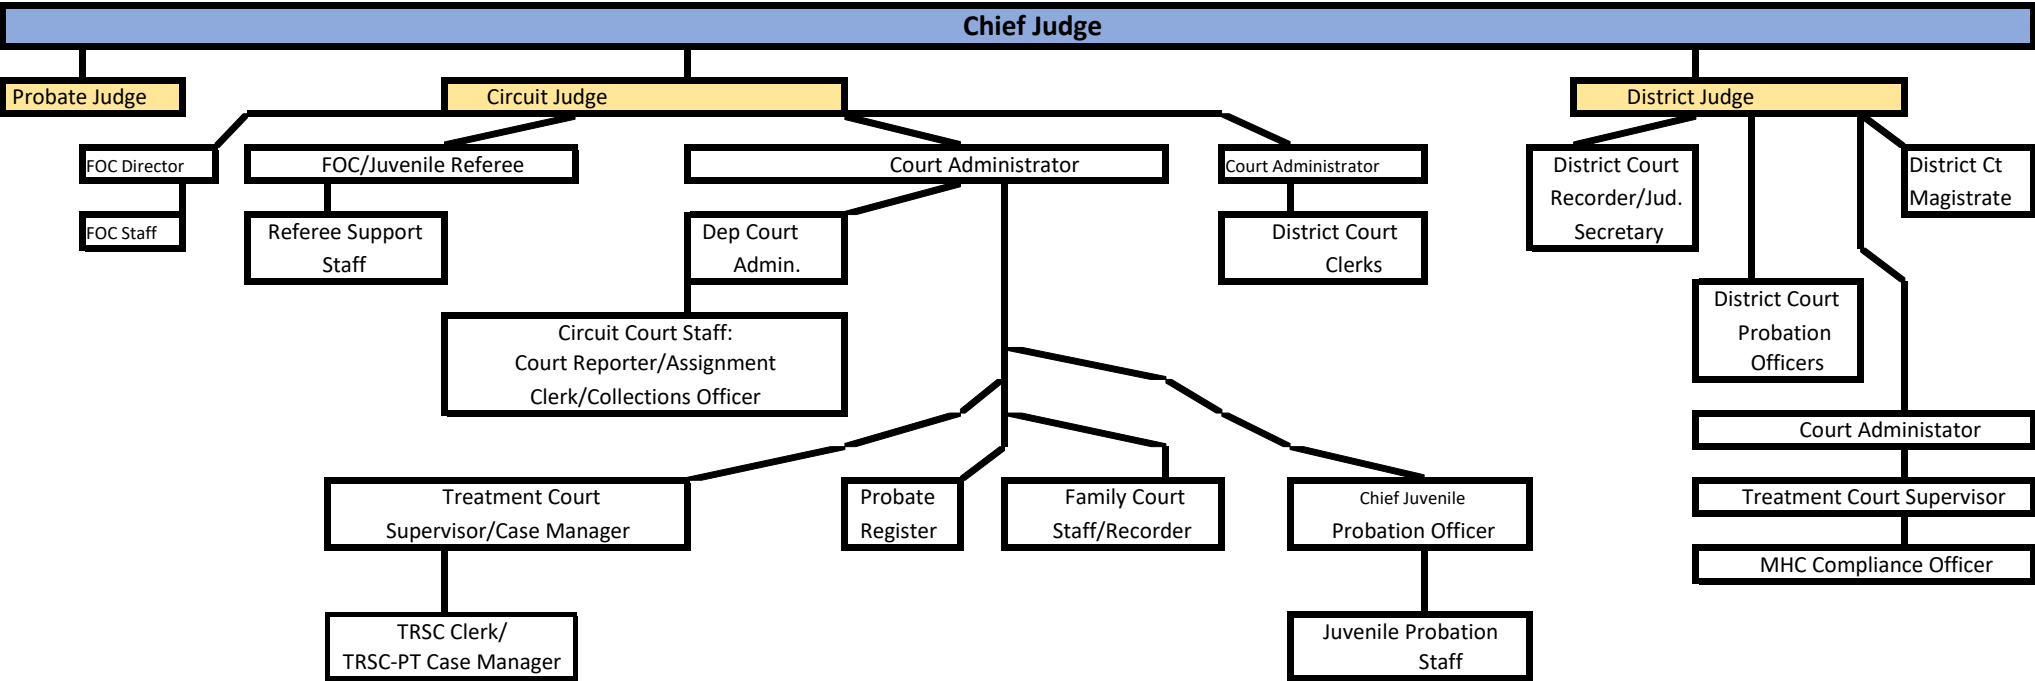 Chief Judge
Probate Judge
Circuit Judge
District Judge
FOC Director
FOC/Juvenile Referee
Court Administrator
Court Administrator
District Court
Recorder/Jud.
Secretary
District Ct
Magistrate
FOC Staff
Referee Support
Staff
Dep Court
Admin.
District Court
Clerks
District Court
Probation
Officers
Circuit Court Staff:
Court Reporter/Assignment
Clerk/Collections Officer
Court Administator
Treatment Court
Supervisor/Case Manager
Probate
Register
Family Court
Staff/Recorder
Chief Juvenile
Probation Officer
Treatment Court Supervisor
MHC Compliance Officer
TRSC Clerk/
TRSC-PT Case Manager
Juvenile Probation
Staff